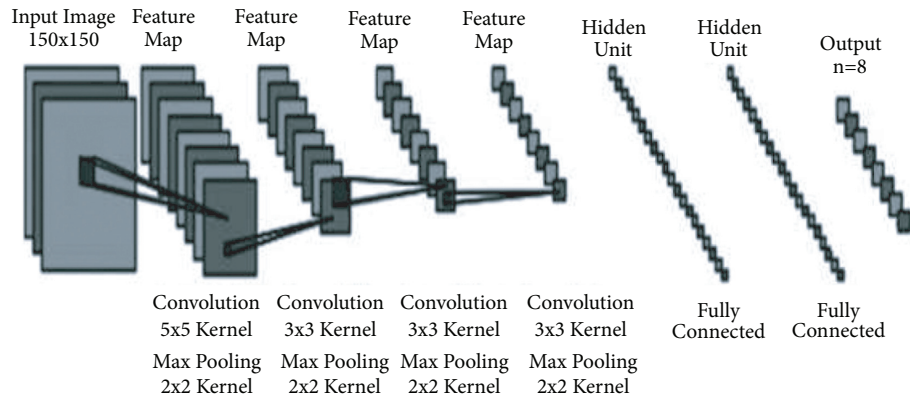 Input Image
150x150
Feature
Map
Feature
Map
Feature
Map
Feature
Map
Hidden
Unit
Hidden
Unit
Output
n=8
Convolution
5x5 Kernel
Max Pooling
2x2 Kernel
Convolution
3x3 Kernel
Max Pooling
2x2 Kernel
Convolution
3x3 Kernel
Max Pooling
2x2 Kernel
Convolution
3x3 Kernel
Max Pooling
2x2 Kernel
Fully
Connected
Fully
Connected